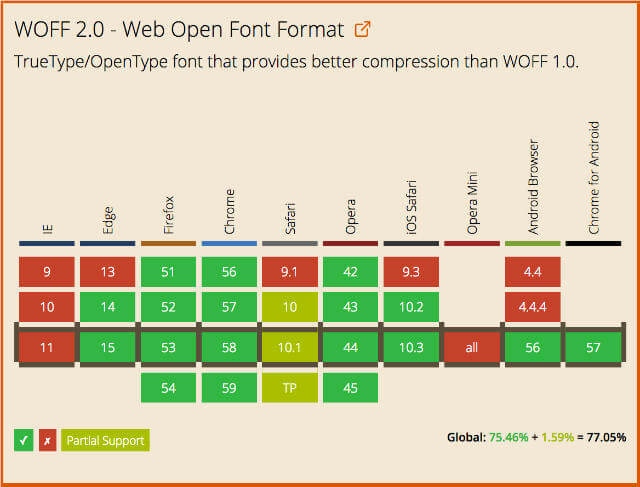 WOFF 2.0 - Web Open Font Format
TrueType/OpenType font that provides better compression than WOFF 1.0.
IE Edge Firefox Chrome Safari Opera iOS Safari Opera Mini Android Browser Chrome for Android
9 13 51 56 9.1 42 9.3 4.4
10 14 52 57 10 43 10.2 4.4.4
11 15 53 58 10.1 44 10.3 all 56 57
54 59 TP 45
✓ ✗ Partial Support
Global: 75.46% + 1.59% = 77.05%